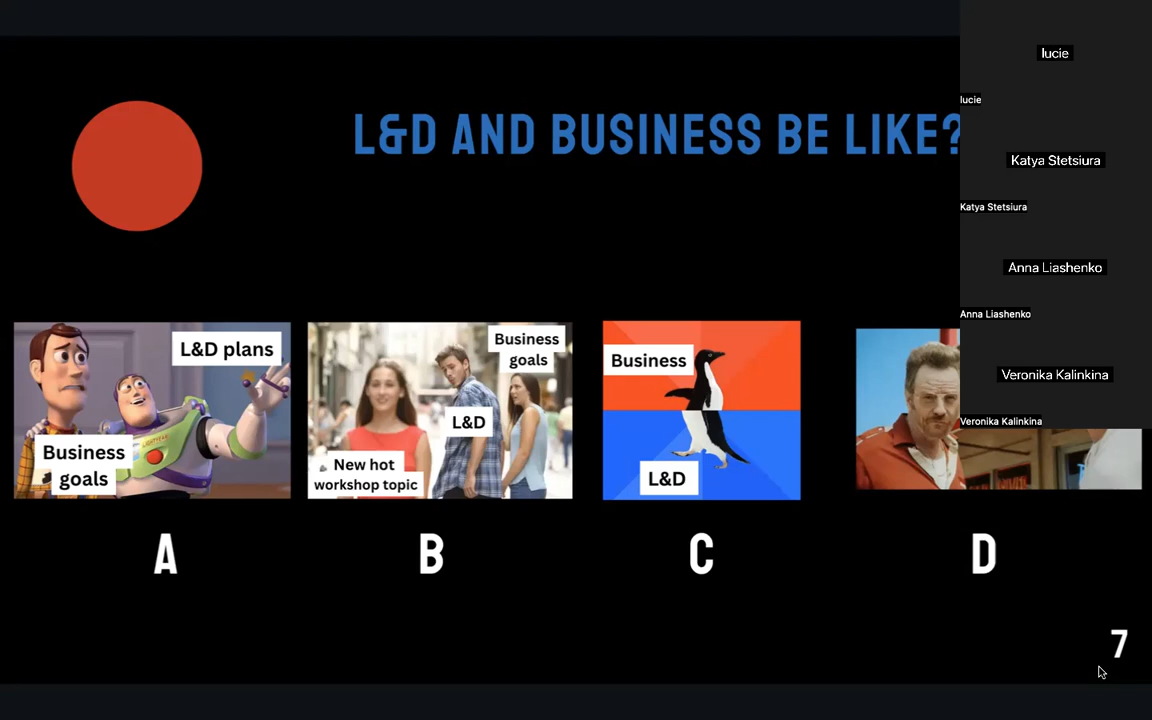 L&D AND BUSINESS BE LIKE?
lucie
lucie
Katya Stetsiura
Katya Stetsiura
Anna Liashenko
Anna Liashenko
Veronika Kalinkina
Veronika Kalinkina
L&D plans
Business
goals
LIGHTYEAR
Business
goals
L&D
New hot
workshop topic
Business
L&D
A
B
C
D
7